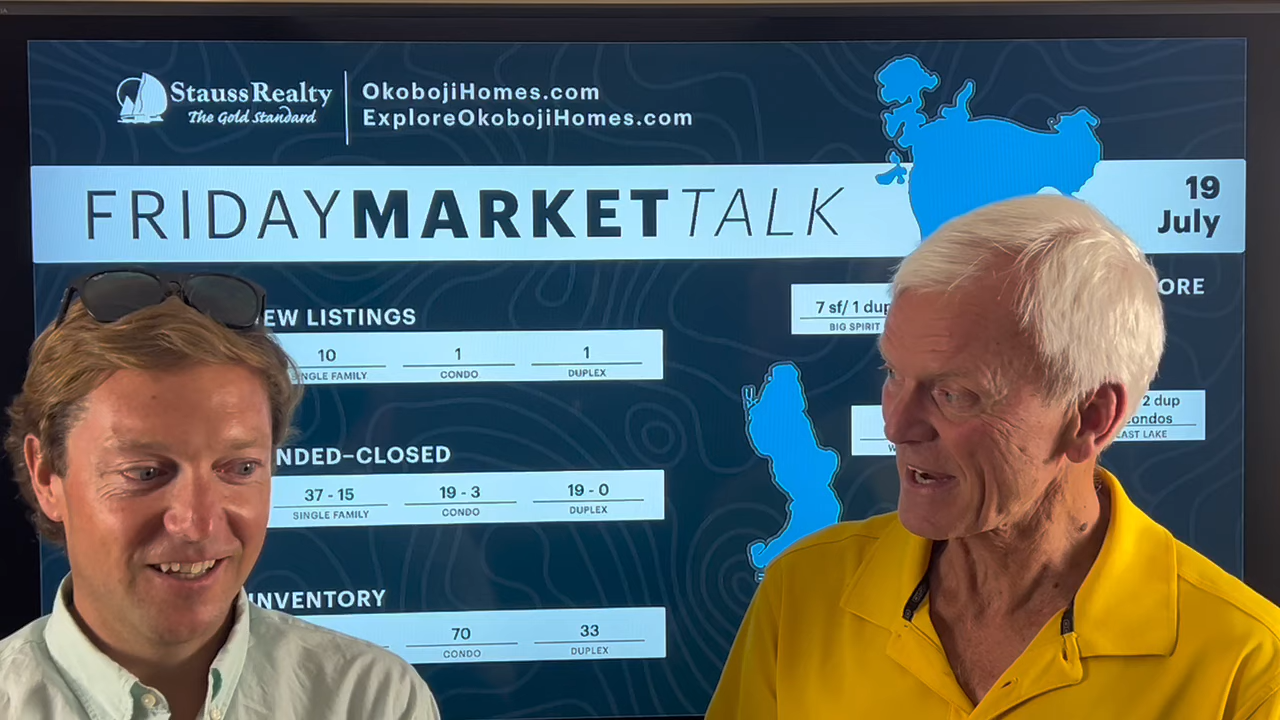 Stauss Realty
The Gold Standard
OkobojiHomes.com
ExploreOkobojiHomes.com
FRIDAYMARKETTALK
19
July
EW LISTINGS
10
1
1
INGLE FAMILY
CONDO
DUPLEX
NDED–CLOSED
37 - 15
19 - 3
19 - 0
SINGLE FAMILY
CONDO
DUPLEX
INVENTORY
70
33
CONDO
DUPLEX
ORE
7 sf/ 1 dup
BIG SPIRIT
2 dup
condos
EAST LAKE